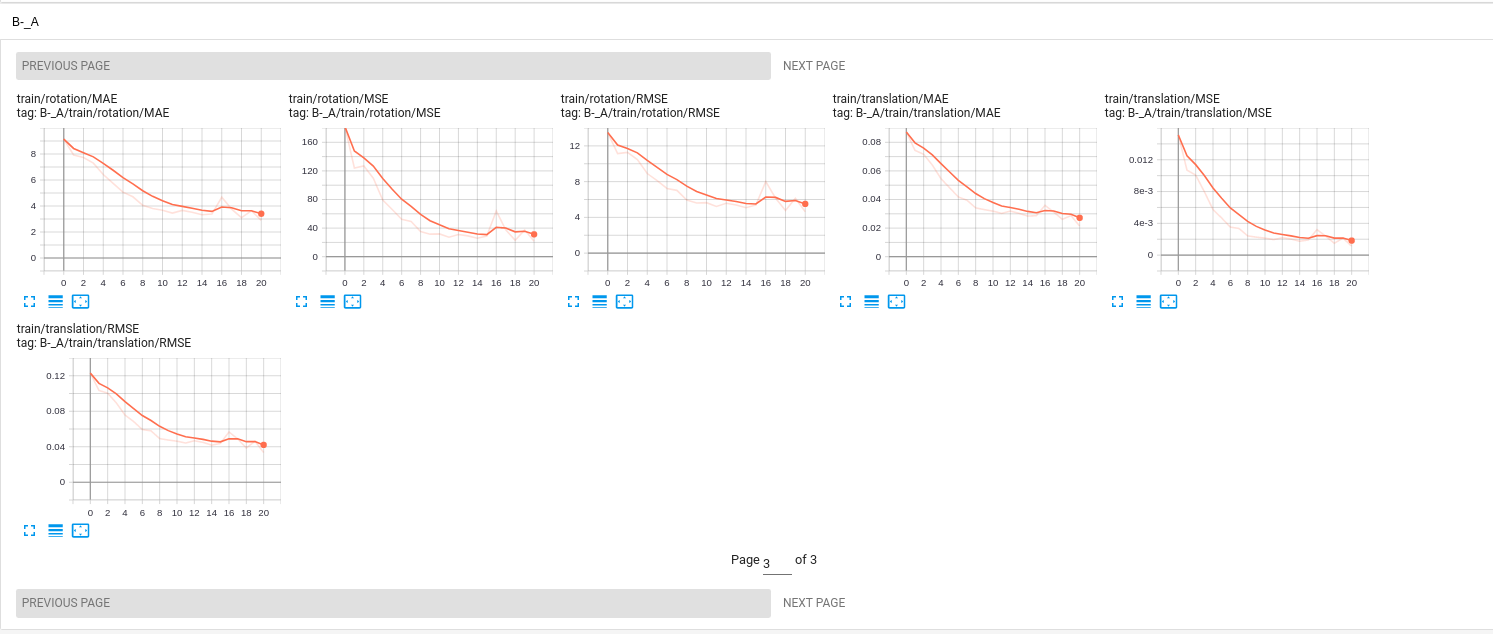 B-_A
PREVIOUS PAGE NEXT PAGE
train/rotation/MAE
tag: B-_A/train/rotation/MAE
8
6
4
2
0
0 2 4 6 8 10 12 14 16 18 20
train/rotation/MSE
tag: B-_A/train/rotation/MSE
160
120
80
40
0
0 2 4 6 8 10 12 14 16 18 20
train/rotation/RMSE
tag: B-_A/train/rotation/RMSE
12
8
4
0
0 2 4 6 8 10 12 14 16 18 20
train/translation/MAE
tag: B-_A/train/translation/MAE
0.08
0.06
0.04
0.02
0
0 2 4 6 8 10 12 14 16 18 20
train/translation/MSE
tag: B-_A/train/translation/MSE
0.012
8e-3
4e-3
0
0 2 4 6 8 10 12 14 16 18 20
train/translation/RMSE
tag: B-_A/train/translation/RMSE
0.12
0.08
0.04
0
0 2 4 6 8 10 12 14 16 18 20
Page 3 of 3
PREVIOUS PAGE NEXT PAGE